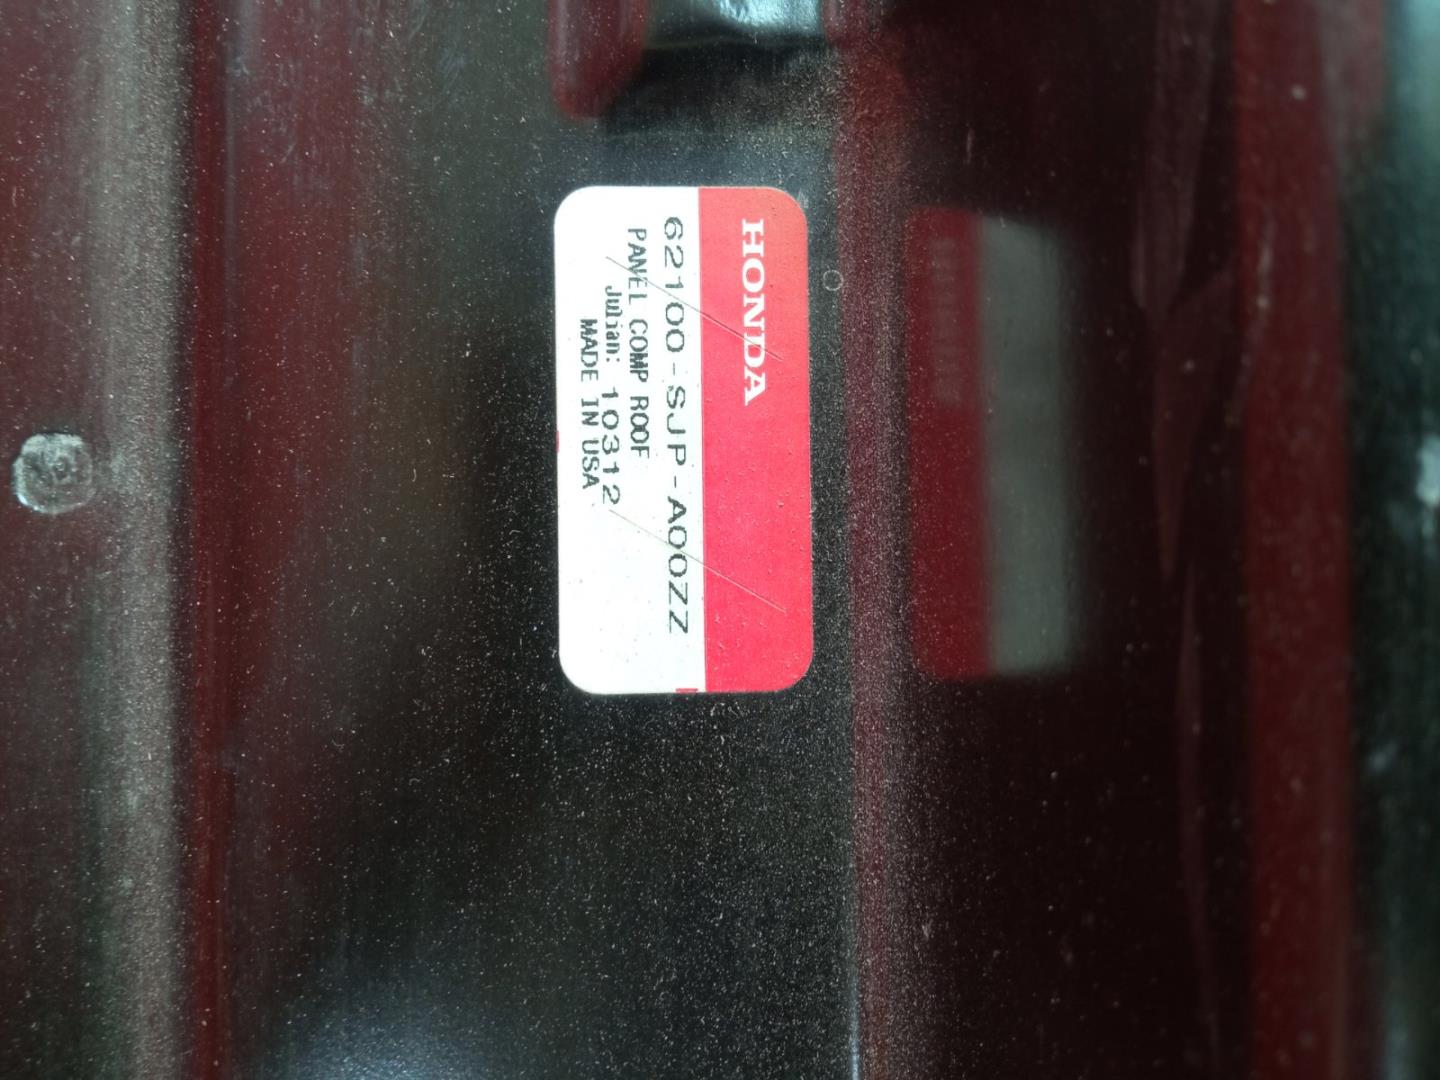 HONDA
62100-SJP-A00ZZ
PANEL COMP ROOF
Julian: 10312
MADE IN USA